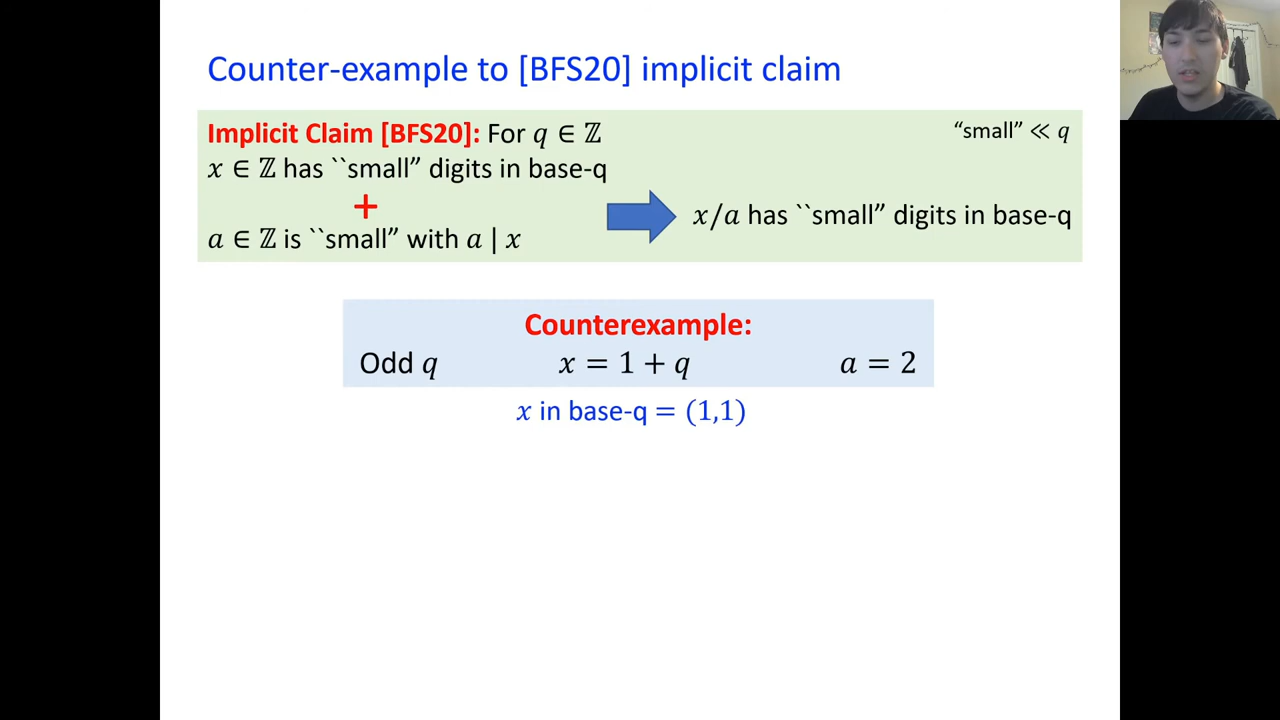 Counter-example to [BFS20] implicit claim
Implicit Claim [BFS20]: For q ∈ ℤ
"small" ≪ q
x ∈ ℤ has ``small” digits in base-q
+
x/a has ``small” digits in base-q
a ∈ ℤ is ``small” with a | x
Counterexample:
Odd q x = 1 + q a = 2
x in base-q = (1,1)